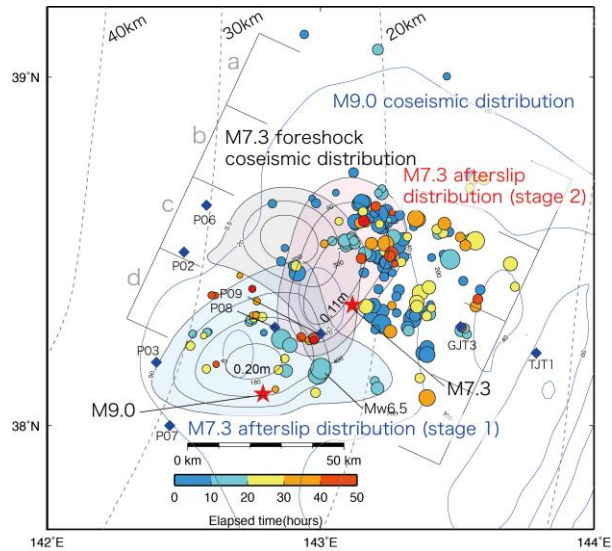 40km
30km
20km
39°N
a
M9.0 coseismic distribution
b
M7.3 foreshock
coseismic distribution
M7.3 afterslip
distribution (stage 2)
c
P06
P02
d
P09
P08
0.11m
P03
GJT3
TJT1
0.20m
M7.3
M9.0
Mw6.5
38°N
P07
M7.3 afterslip distribution (stage 1)
0 km
50 km
0 10 20 30 40 50
Elapsed time(hours)
142°E
143°E
144°E